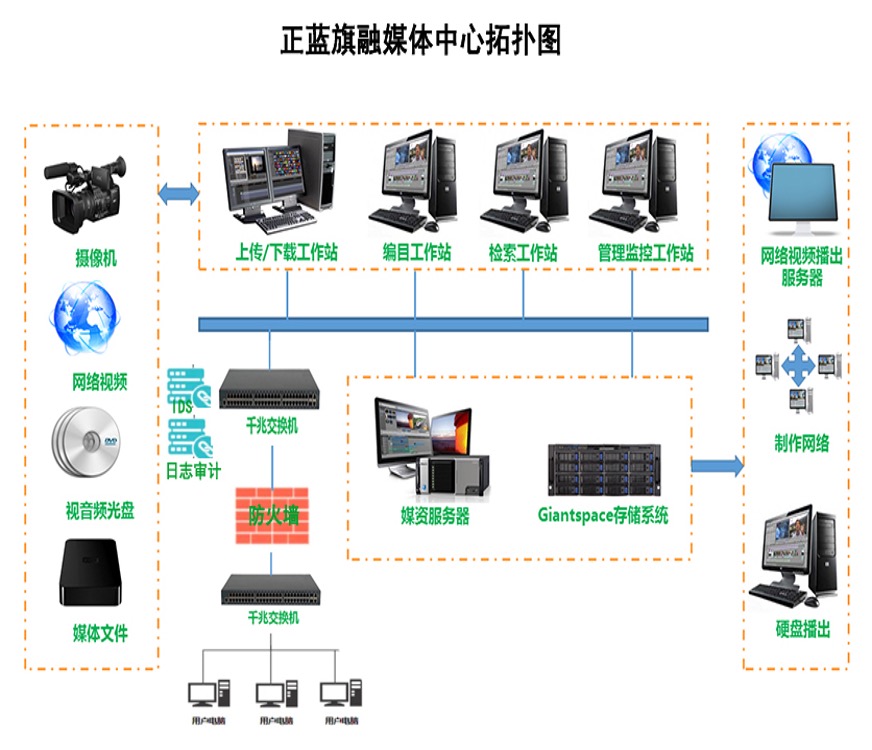 正蓝旗融媒体中心拓扑图
摄像机
网络视频
视音频光盘
媒体文件
上传/下载工作站
编目工作站
检索工作站
管理监控工作站
IDS
日志审计
千兆交换机
防火墙
千兆交换机
用户电脑
用户电脑
用户电脑
媒资服务器
Giantspace存储系统
网络视频播出
服务器
制作网络
硬盘播出